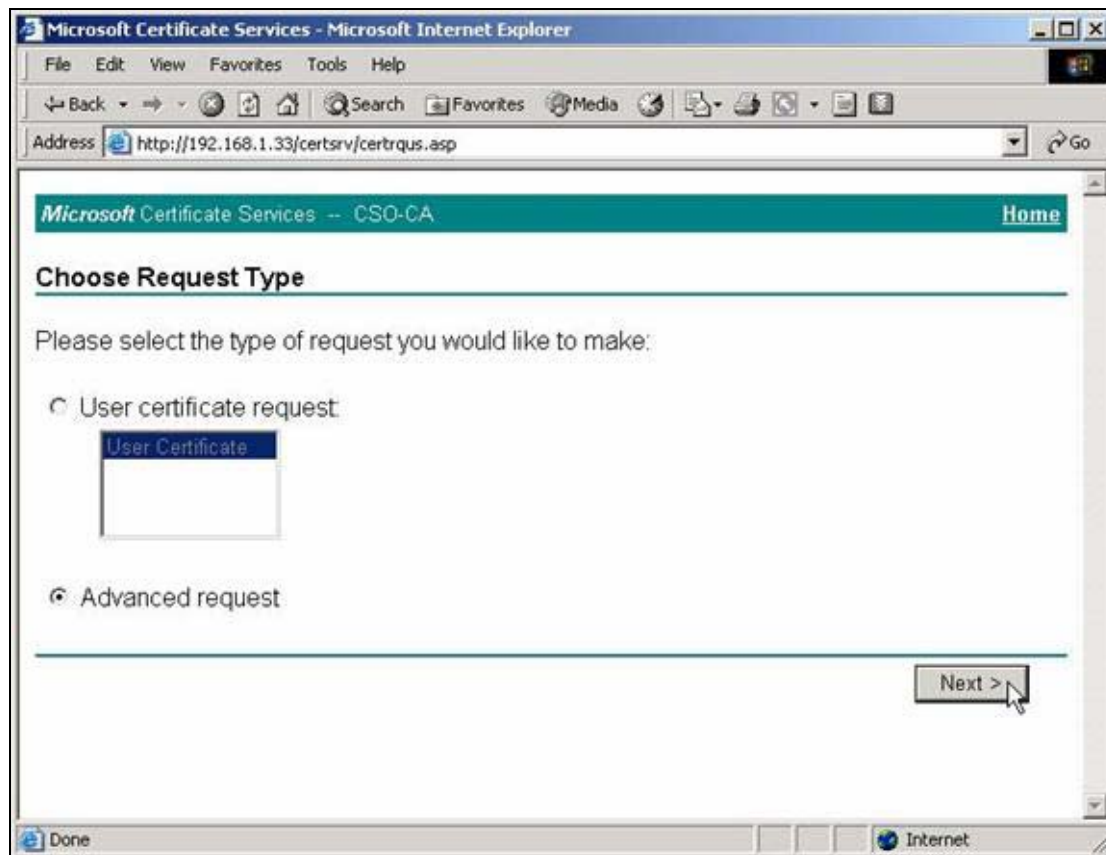 Microsoft Certificate Services - Microsoft Internet Explorer
File Edit View Favorites Tools Help
Back Search Favorites Media
Address http://192.168.1.33/certsrv/certrqus.asp Go
Microsoft Certificate Services -- CSO-CA Home
Choose Request Type
Please select the type of request you would like to make:
User certificate request:
User Certificate
Advanced request
Next >
Done Internet